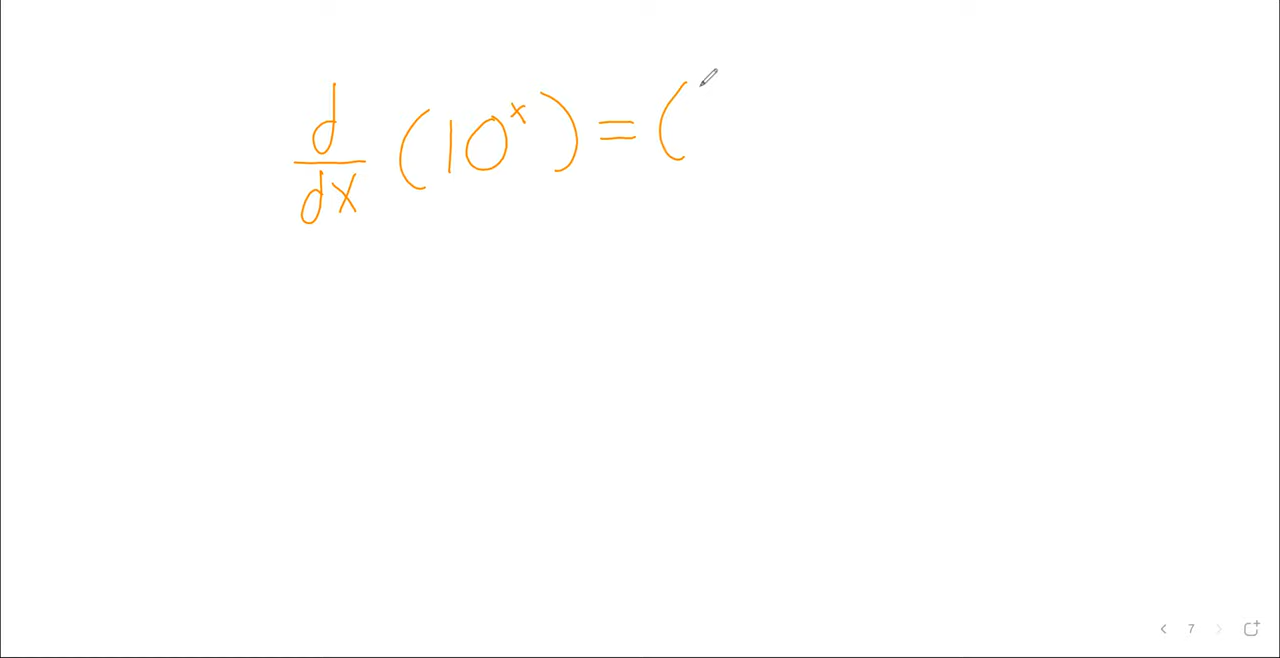 d/dx (10^x) = (
7